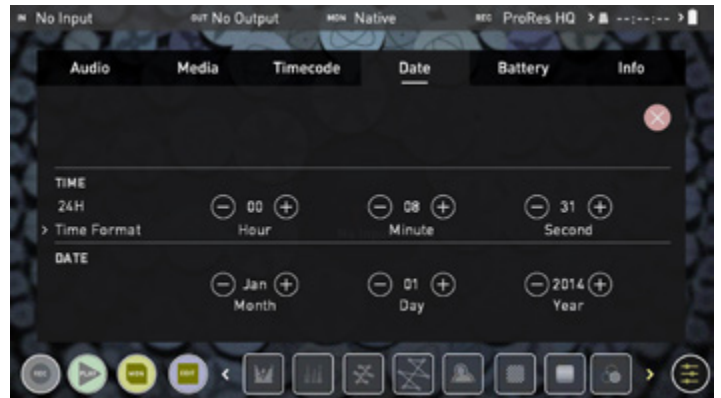 IN No Input OUT No Output MON Native REC ProRes HQ > --:--:-- >
Audio Media Timecode Date Battery Info
TIME
24H 00 08 31
> Time Format Hour Minute Second
DATE
Jan 01 2014
Month Day Year
REC PLAY MON EDIT